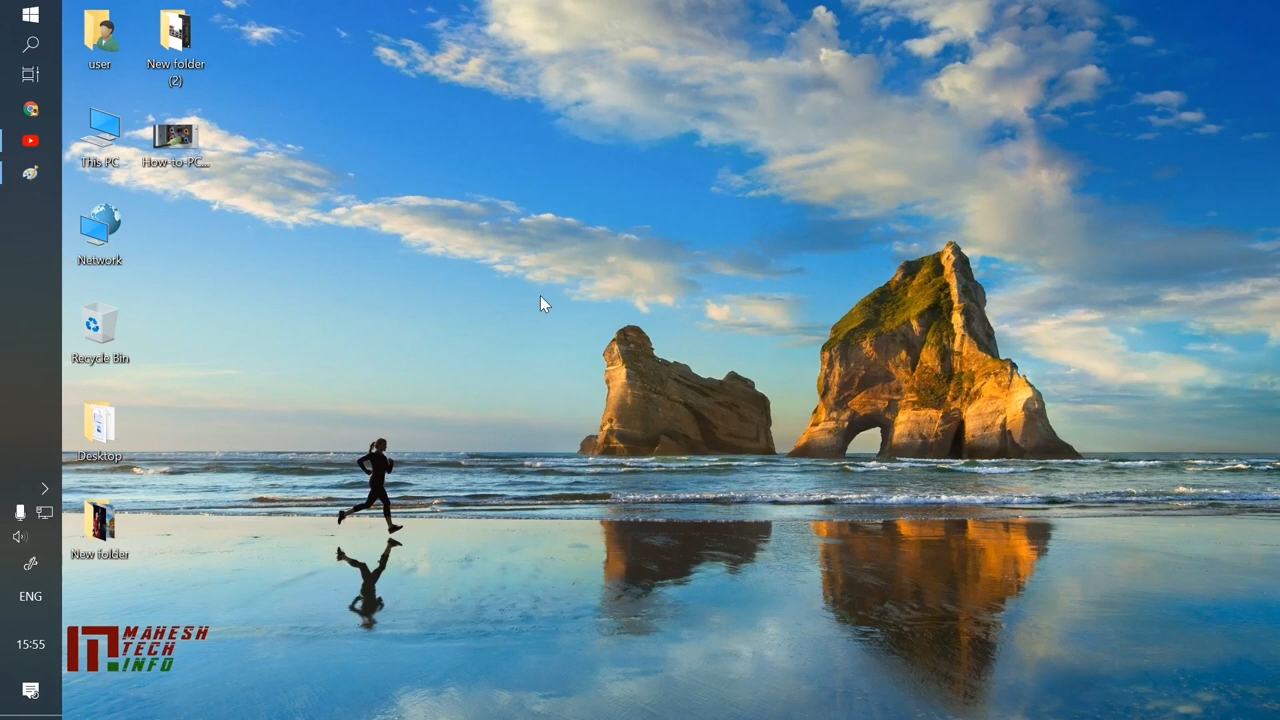 user
New folder
(2)
This PC
How-to-PC...
Network
Recycle Bin
Desktop
New folder
ENG
15:55
MAHESH
TECH
.INFO